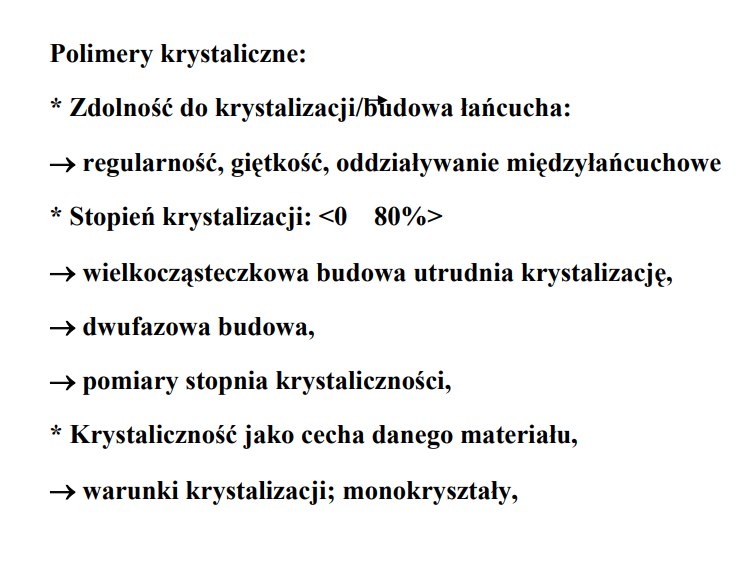 Polimery krystaliczne:
* Zdolność do krystalizacji/budowa łańcucha:
→ regularność, giętkość, oddziaływanie międzyłańcuchowe
* Stopień krystalizacji: <0 80%>
→ wielkocząsteczkowa budowa utrudnia krystalizację,
→ dwufazowa budowa,
→ pomiary stopnia krystaliczności,
* Krystaliczność jako cecha danego materiału,
→ warunki krystalizacji; monokryształy,